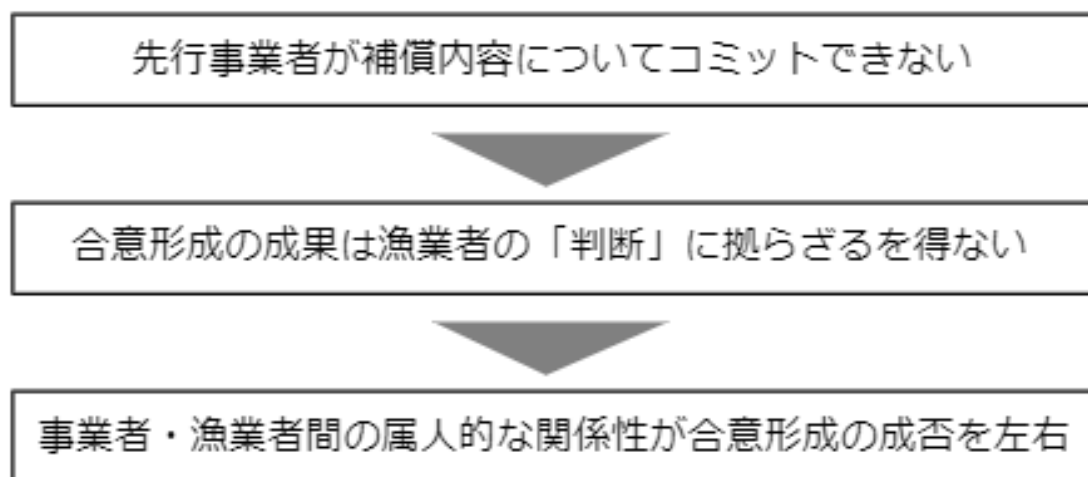 先行事業者が補償内容についてコミットできない
合意形成の成果は漁業者の「判断」に拠らざるを得ない
事業者・漁業者間の属人的な関係性が合意形成の成否を左右